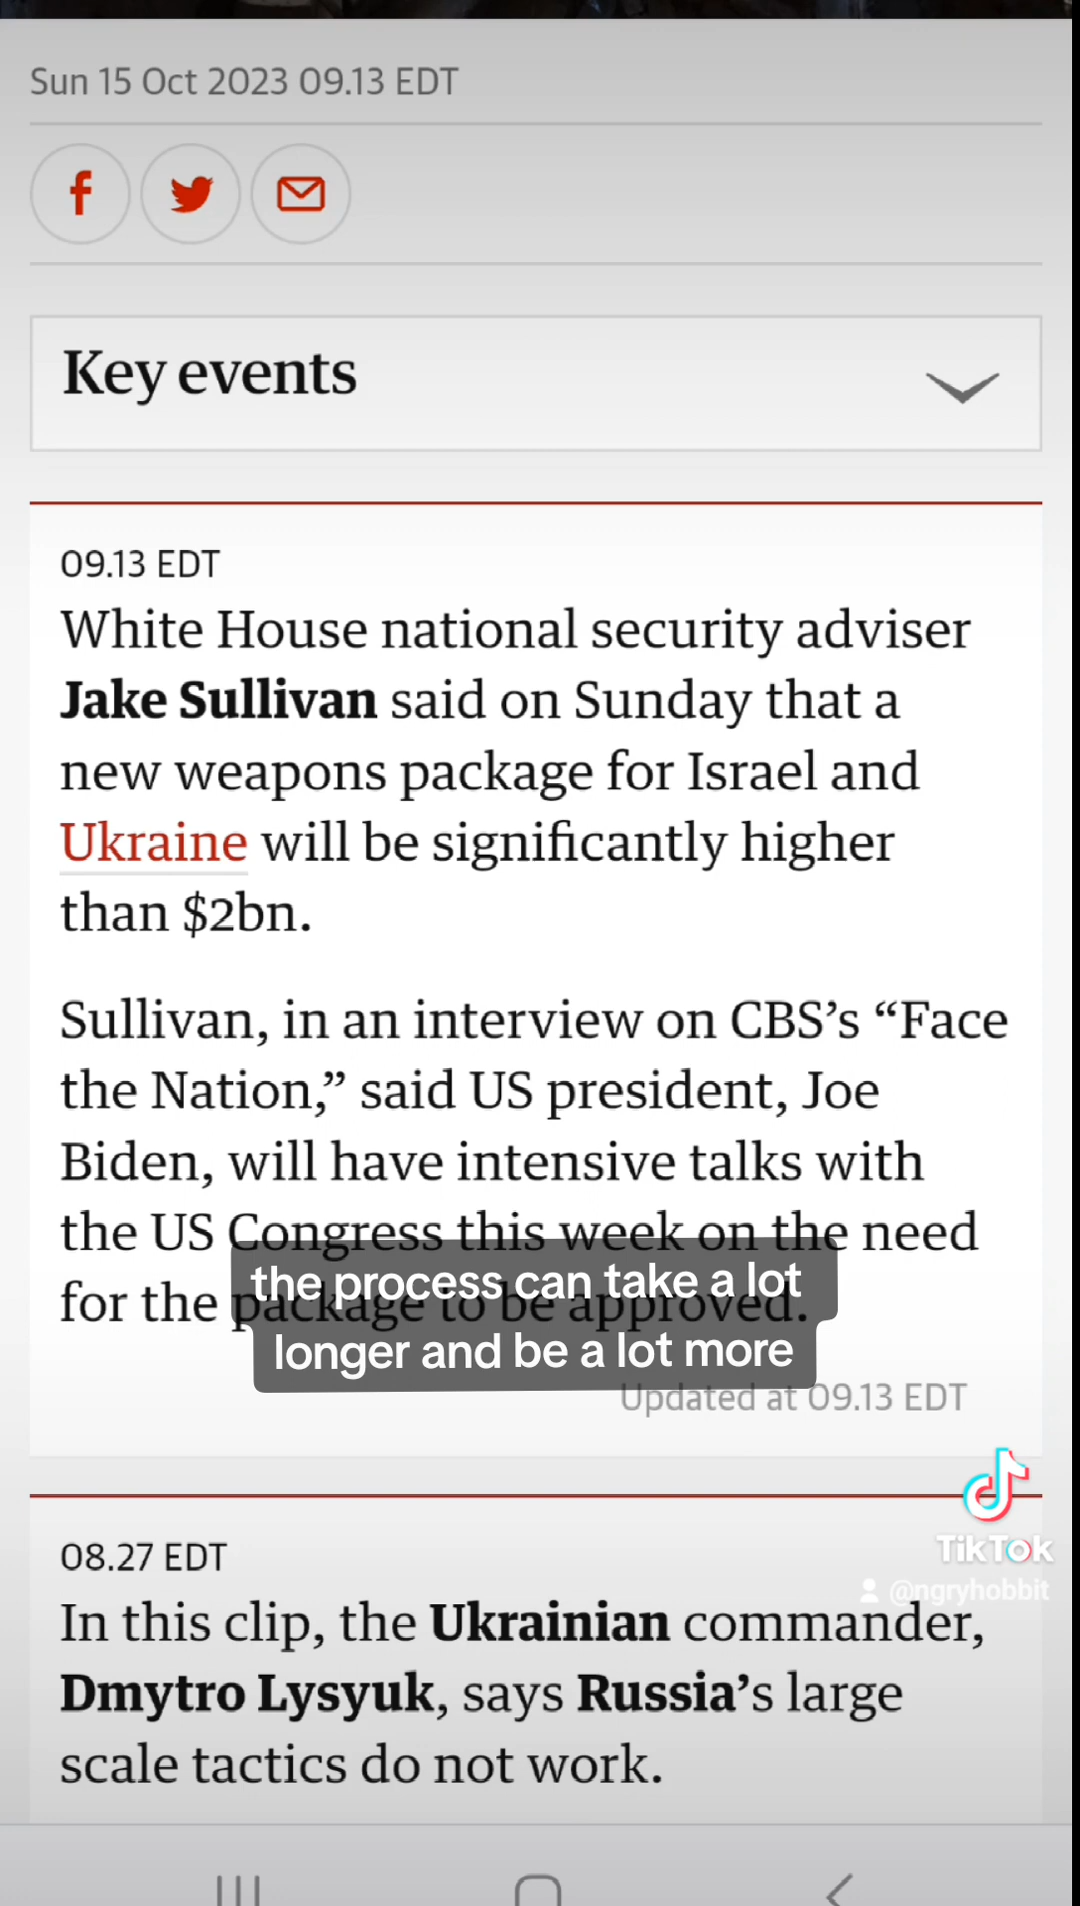 Sun 15 Oct 2023 09.13 EDT
Key events
09.13 EDT
White House national security adviser
Jake Sullivan said on Sunday that a
new weapons package for Israel and
Ukraine will be significantly higher
than $2bn.
Sullivan, in an interview on CBS’s “Face
the Nation,” said US president, Joe
Biden, will have intensive talks with
the US Congress this week on the need
for the package to be approved.
the process can take a lot
longer and be a lot more
Updated at 09.13 EDT
TikTok
@ngryhobbit
08.27 EDT
In this clip, the Ukrainian commander,
Dmytro Lysyuk, says Russia’s large
scale tactics do not work.